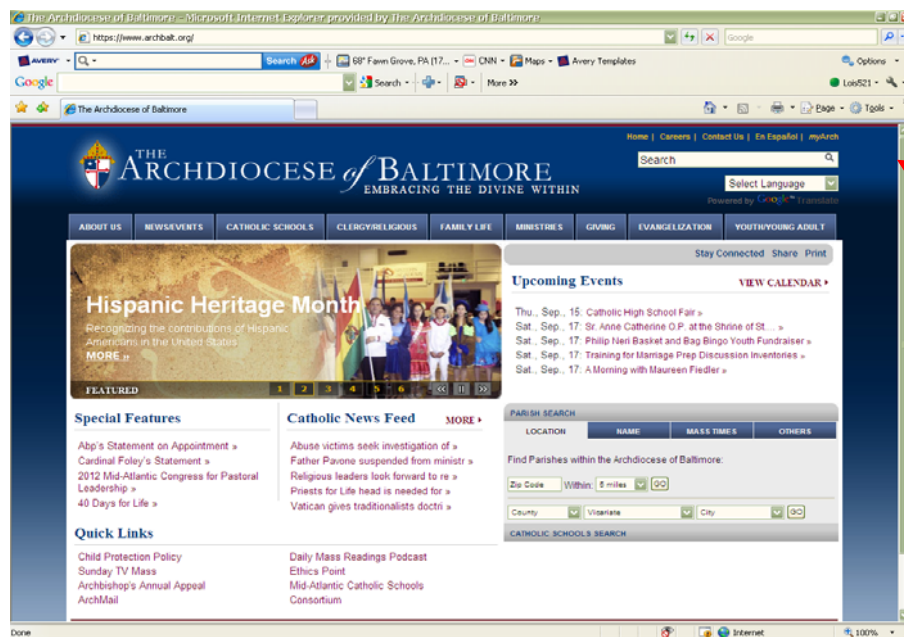 The Archdiocese of Baltimore - Microsoft Internet Explorer provided by The Archdiocese of Baltimore
https://www.archbalt.org/
Google
AVERY Search Ask 68° Fawn Grove, PA (17... CNN Maps Avery Templates Options
Google Search More >> Lois521
The Archdiocese of Baltimore Page Tools
Home | Careers | Contact Us | En Español | myArch
THE
ARCHDIOCESE of BALTIMORE
EMBRACING THE DIVINE WITHIN
Search
Select Language
Powered by Google™ Translate
ABOUT US NEWS/EVENTS CATHOLIC SCHOOLS CLERGY/RELIGIOUS FAMILY LIFE MINISTRIES GIVING EVANGELIZATION YOUTH/YOUNG ADULT
Stay Connected Share Print
Hispanic Heritage Month
Recognizing the contributions of Hispanic
Americans in the United States
MORE »
FEATURED 1 2 3 4 5 6
Upcoming Events VIEW CALENDAR
Thu., Sep., 15: Catholic High School Fair »
Sat., Sep., 17: Sr. Anne Catherine O.P. at the Shrine of St.... »
Sat., Sep., 17: Philip Neri Basket and Bag Bingo Youth Fundraiser »
Sat., Sep., 17: Training for Marriage Prep Discussion Inventories »
Sat., Sep., 17: A Morning with Maureen Fiedler »
Special Features
Abp's Statement on Appointment »
Cardinal Foley's Statement »
2012 Mid-Atlantic Congress for Pastoral
Leadership »
40 Days for Life »
Catholic News Feed MORE
Abuse victims seek investigation of »
Father Pavone suspended from ministr »
Religious leaders look forward to re »
Priests for Life head is needed for »
Vatican gives traditionalists doctri »
PARISH SEARCH
LOCATION NAME MASS TIMES OTHERS
Find Parishes within the Archdiocese of Baltimore:
Zip Code Within: 5 miles GO
County Vicariate City GO
CATHOLIC SCHOOLS SEARCH
Quick Links
Child Protection Policy
Sunday TV Mass
Archbishop's Annual Appeal
ArchMail
Daily Mass Readings Podcast
Ethics Point
Mid-Atlantic Catholic Schools
Consortium
Done Internet 100%